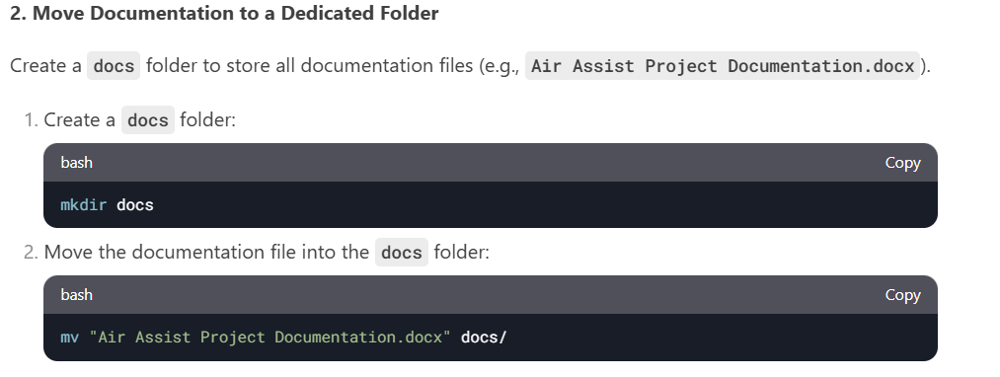 2. Move Documentation to a Dedicated Folder
Create a docs folder to store all documentation files (e.g., Air Assist Project Documentation.docx).
1. Create a docs folder:
bash Copy
mkdir docs
2. Move the documentation file into the docs folder:
bash Copy
mv "Air Assist Project Documentation.docx" docs/